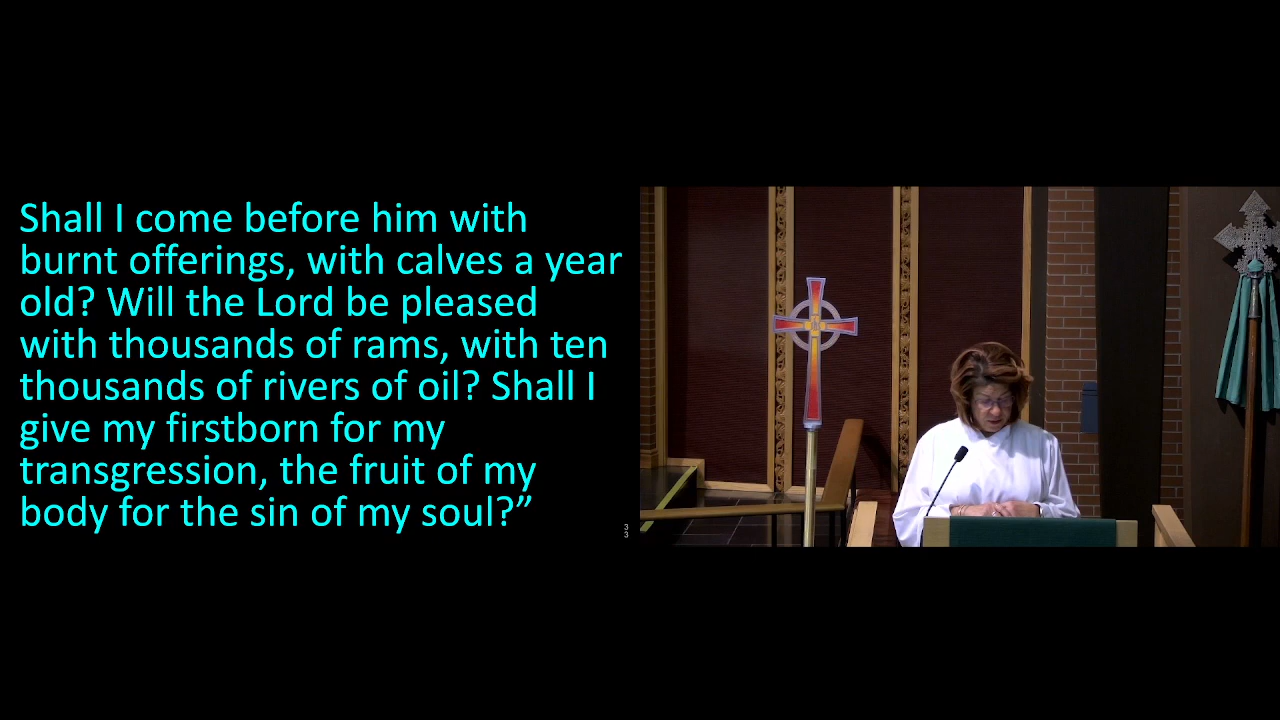 Shall I come before him with
burnt offerings, with calves a year
old? Will the Lord be pleased
with thousands of rams, with ten
thousands of rivers of oil? Shall I
give my firstborn for my
transgression, the fruit of my
body for the sin of my soul?”
3
3